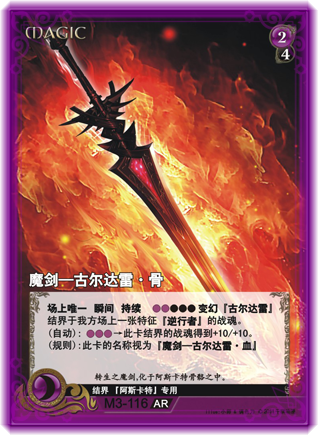 MAGIC
2
4
魔剑—古尔达雷·骨
场上唯一 瞬间 持续 变幻『古尔达雷』
结界于我方场上一张特征『逆行者』的战魂。
(自动): →此卡结界的战魂得到+10/+10。
(规则):此卡的名称视为『魔剑—古尔达雷·血』
转生之魔剑,化于阿斯卡特骨骼之中。
结界 『阿斯卡特』专用
M3-116 AR